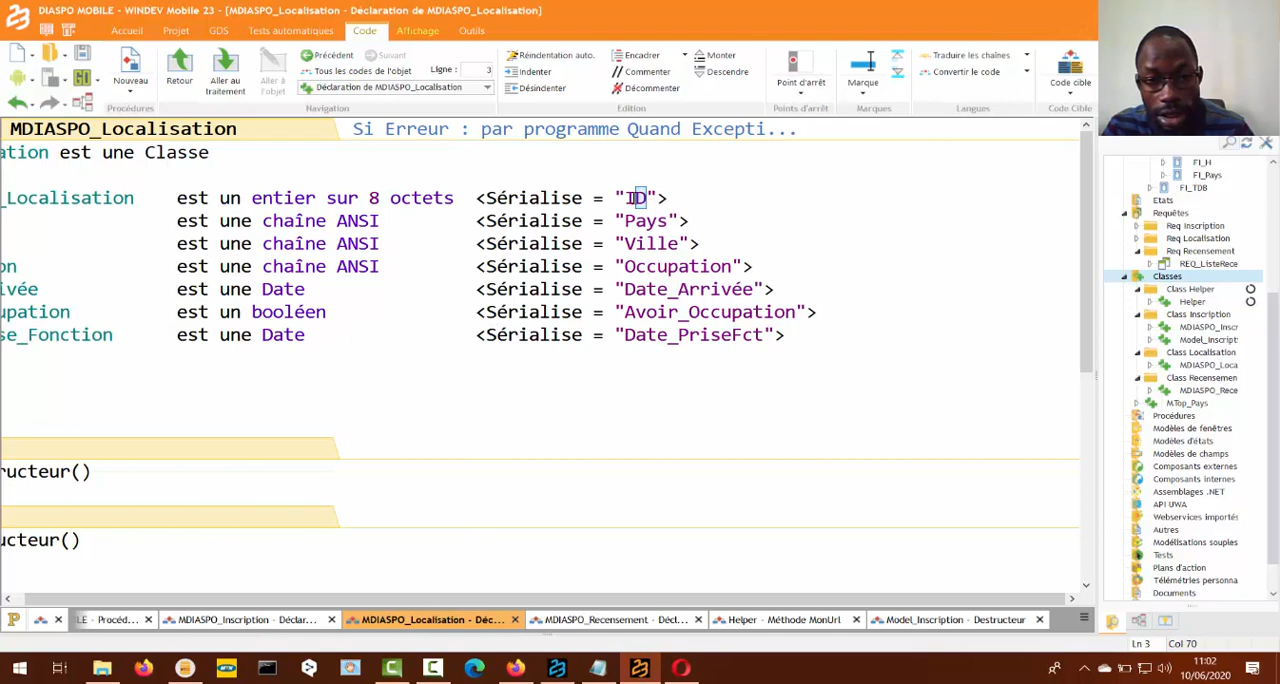 DIASPO MOBILE - WINDEV Mobile 23 - [MDIASPO_Localisation - Déclaration de MDIASPO_Localisation]
Accueil Projet GDS Tests automatiques Code Affichage Outils
Nouveau
Procédures
Retour
Aller au traitement
Aller à l'objet
Précédent Suivant
Tous les codes de l'objet Ligne : 3
Déclaration de MDIASPO_Localisation
Navigation
Réindentation auto.
Indenter
Désindenter
Encadrer
Commenter
Décommenter
Monter
Descendre
Edition
Point d'arrêt
Points d'arrêt
Marque
Marques
Traduire les chaînes
Convertir le code
Langues
Code cible
Code Cible
MDIASPO_Localisation Si Erreur : par programme Quand Excepti...
ation est une Classe
_Localisation est un entier sur 8 octets <Sérialise = "ID">
est une chaîne ANSI <Sérialise = "Pays">
est une chaîne ANSI <Sérialise = "Ville">
on est une chaîne ANSI <Sérialise = "Occupation">
ivée est une Date <Sérialise = "Date_Arrivée">
upation est un booléen <Sérialise = "Avoir_Occupation">
se_Fonction est une Date <Sérialise = "Date_PriseFct">
ructeur()
ucteur()
FI_H
FI_Pays
FI_TDB
Etats
Requêtes
Req Inscription
Req Localisation
Req Recensement
REQ_ListeRece
Classes
Class Helper
Helper
Class Inscription
MDIASPO_Inscr
Model_Inscript
Class Localisation
MDIASPO_Loca
Class Recensemen
MDIASPO_Rece
MTop_Pays
Procédures
Modèles de fenêtres
Modèles d'états
Modèles de champs
Composants externes
Composants internes
Assemblages .NET
API UWA
Webservices importés
Autres
Modélisations souples
Tests
Plans d'action
Télémétries personna
Documents
LE - Procéd... MDIASPO_Inscription - Déclar... MDIASPO_Localisation - Déc... MDIASPO_Recensement - Décl... Helper - Méthode MonUrl Model_Inscription - Destructeur
Ln 3 Col 70
11:02
10/06/2020